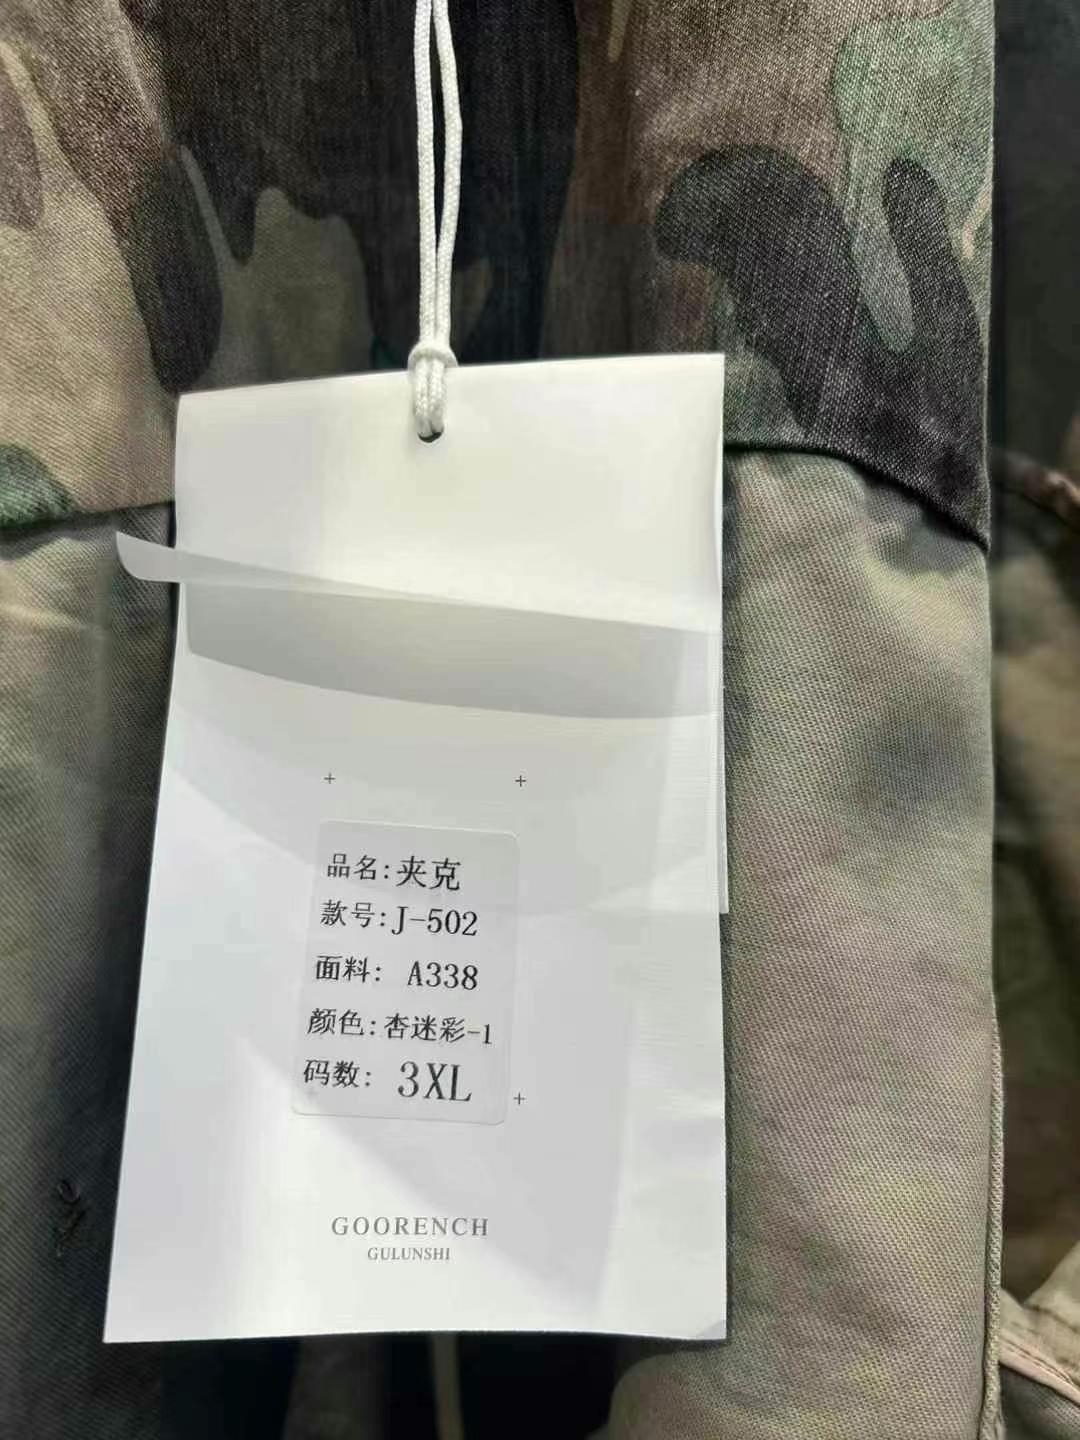 品名:夹克
款号:J-502
面料: A338
颜色:杏迷彩-1
码数: 3XL
GOORENCH
GULUNSHI